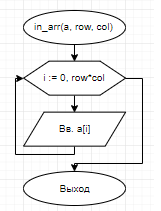 in_arr(a, row, col)
i := 0, row*col
Вв. a[i]
Выход